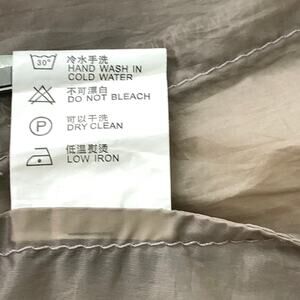 30°
冷水手洗
HAND WASH IN
COLD WATER
不可漂白
DO NOT BLEACH
P
可以干洗
DRY CLEAN
低温熨烫
LOW IRON